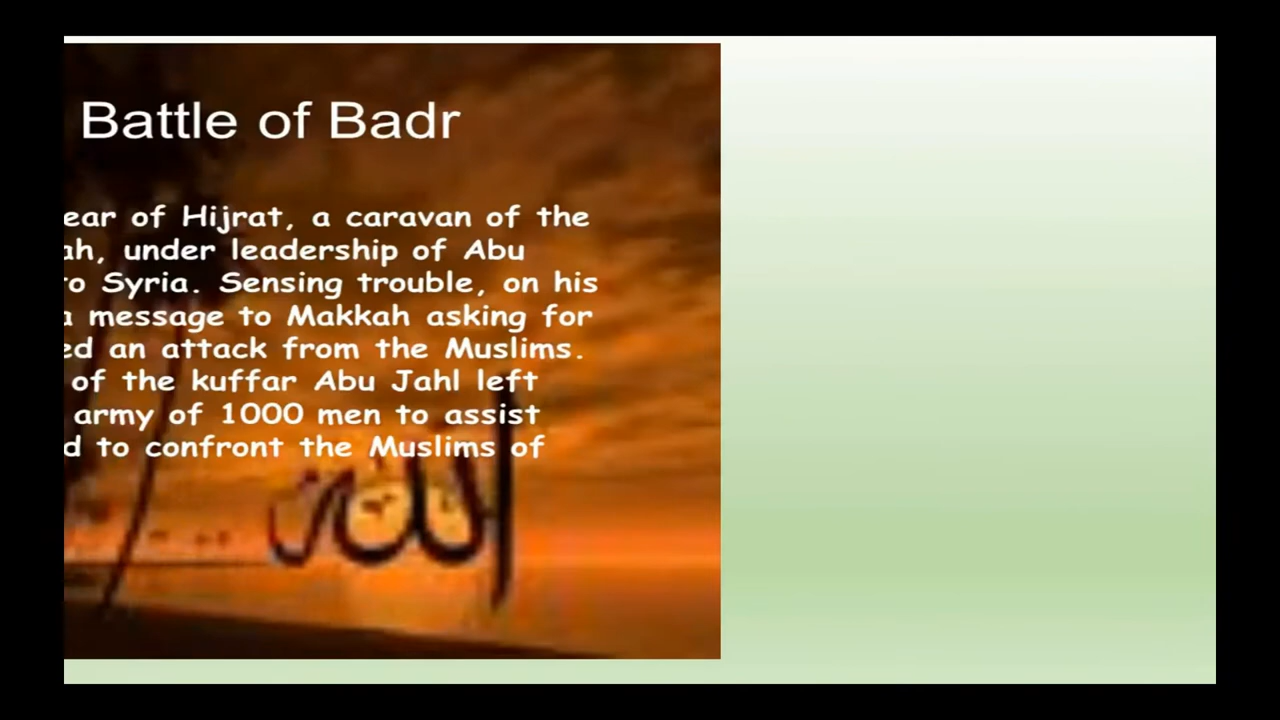 Battle of Badr
ear of Hijrat, a caravan of the
ah, under leadership of Abu
to Syria. Sensing trouble, on his
a message to Makkah asking for
ed an attack from the Muslims.
of the kuffar Abu Jahl left
army of 1000 men to assist
d to confront the Muslims of
الله